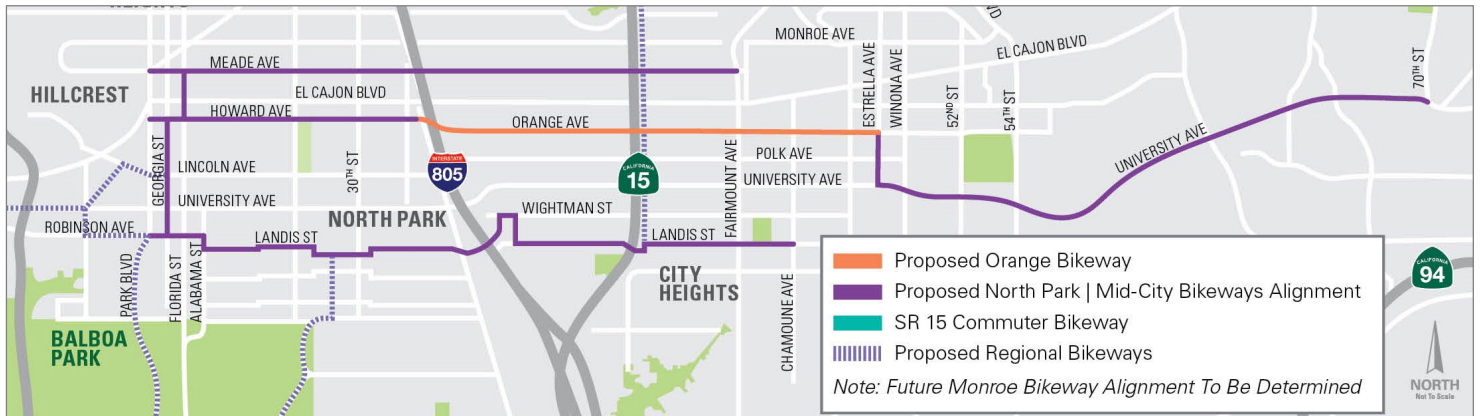 HEIGHTS
MONROE AVE
EL CAJON BLVD
70TH ST
MEADE AVE
ESTRELLA AVE
WINONA AVE
HILLCREST
EL CAJON BLVD
52ND ST
54TH ST
HOWARD AVE
ORANGE AVE
UNIVERSITY AVE
GEORGIA ST
LINCOLN AVE
30TH ST
INTERSTATE
805
CALIFORNIA
15
FAIRMOUNT AVE
POLK AVE
UNIVERSITY AVE
UNIVERSITY AVE
NORTH PARK
WIGHTMAN ST
ROBINSON AVE
LANDIS ST
LANDIS ST
PARK BLVD
FLORIDA ST
ALABAMA ST
CITY
HEIGHTS
CHAMOUNE AVE
BALBOA
PARK
Proposed Orange Bikeway
Proposed North Park | Mid-City Bikeways Alignment
SR 15 Commuter Bikeway
Proposed Regional Bikeways
Note: Future Monroe Bikeway Alignment To Be Determined
CALIFORNIA
94
NORTH
Not To Scale